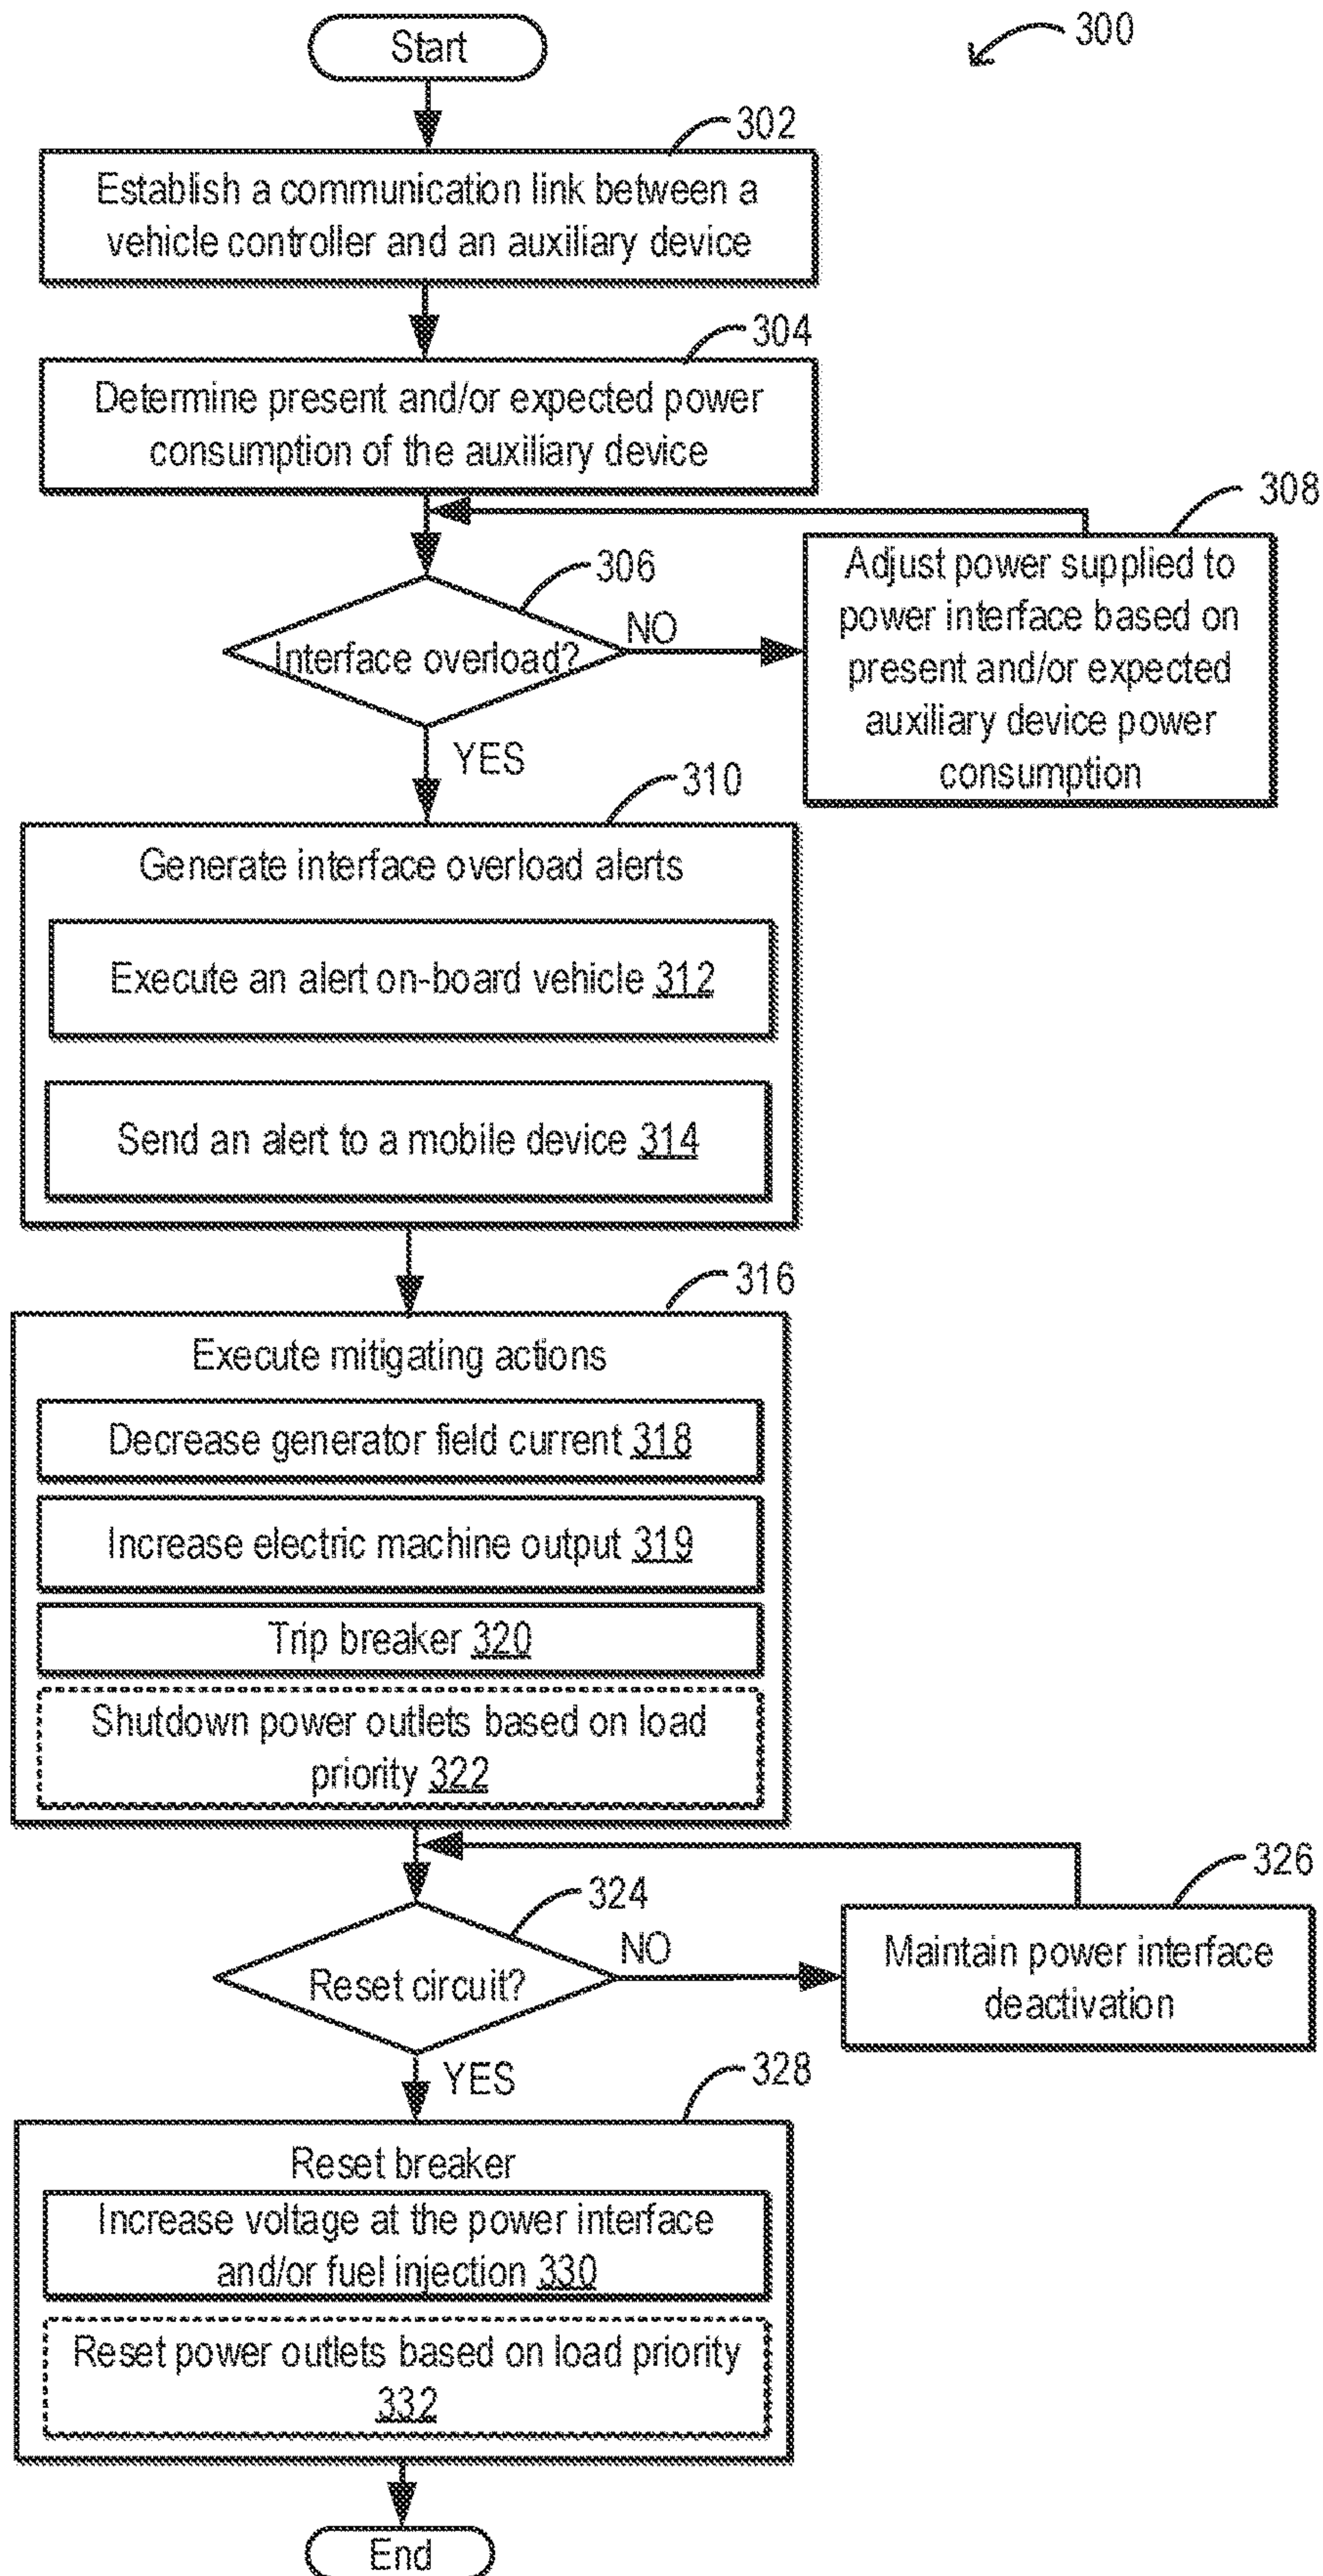 Start
300
302
Establish a communication link between a
vehicle controller and an auxiliary device
304
Determine present and/or expected power
consumption of the auxiliary device
308
Adjust power supplied to
power interface based on
present and/or expected
auxiliary device power
consumption
306
NO
Interface overload?
YES
310
Generate interface overload alerts
Execute an alert on-board vehicle 312
Send an alert to a mobile device 314
316
Execute mitigating actions
Decrease generator field current 318
Increase electric machine output 319
Trip breaker 320
Shutdown power outlets based on load
priority 322
324
NO
Reset circuit?
326
Maintain power interface
deactivation
YES
328
Reset breaker
Increase voltage at the power interface
and/or fuel injection 330
Reset power outlets based on load priority
332
End